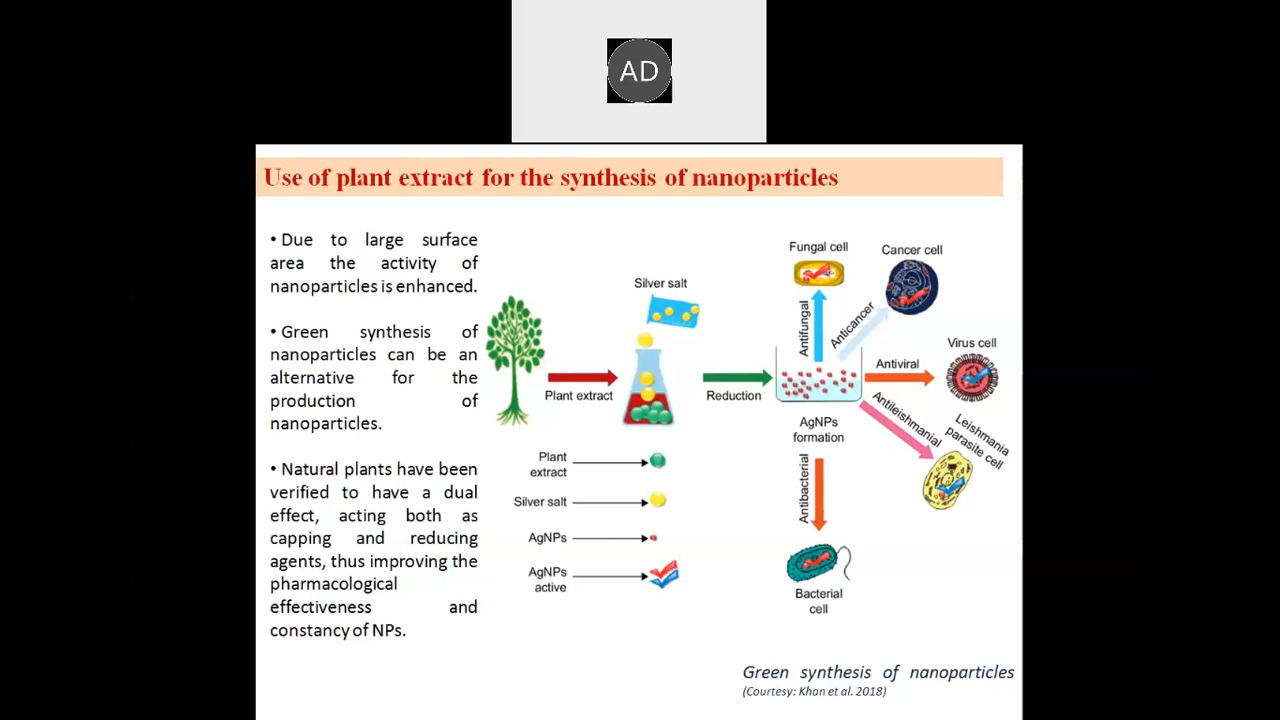 AD
Use of plant extract for the synthesis of nanoparticles
• Due to large surface
area the activity of
nanoparticles is enhanced.
• Green synthesis of
nanoparticles can be an
alternative for the
production of
nanoparticles.
• Natural plants have been
verified to have a dual
effect, acting both as
capping and reducing
agents, thus improving the
pharmacological
effectiveness and
constancy of NPs.
Silver salt
Plant extract
Reduction
Plant
extract
Silver salt
AgNPs
AgNPs
active
Fungal cell
Antifungal
Cancer cell
Anticancer
Virus cell
Antiviral
Leishmania
parasite cell
Antileishmanial
AgNPs
formation
Antibacterial
Bacterial
cell
Green synthesis of nanoparticles
(Courtesy: Khan et al. 2018)